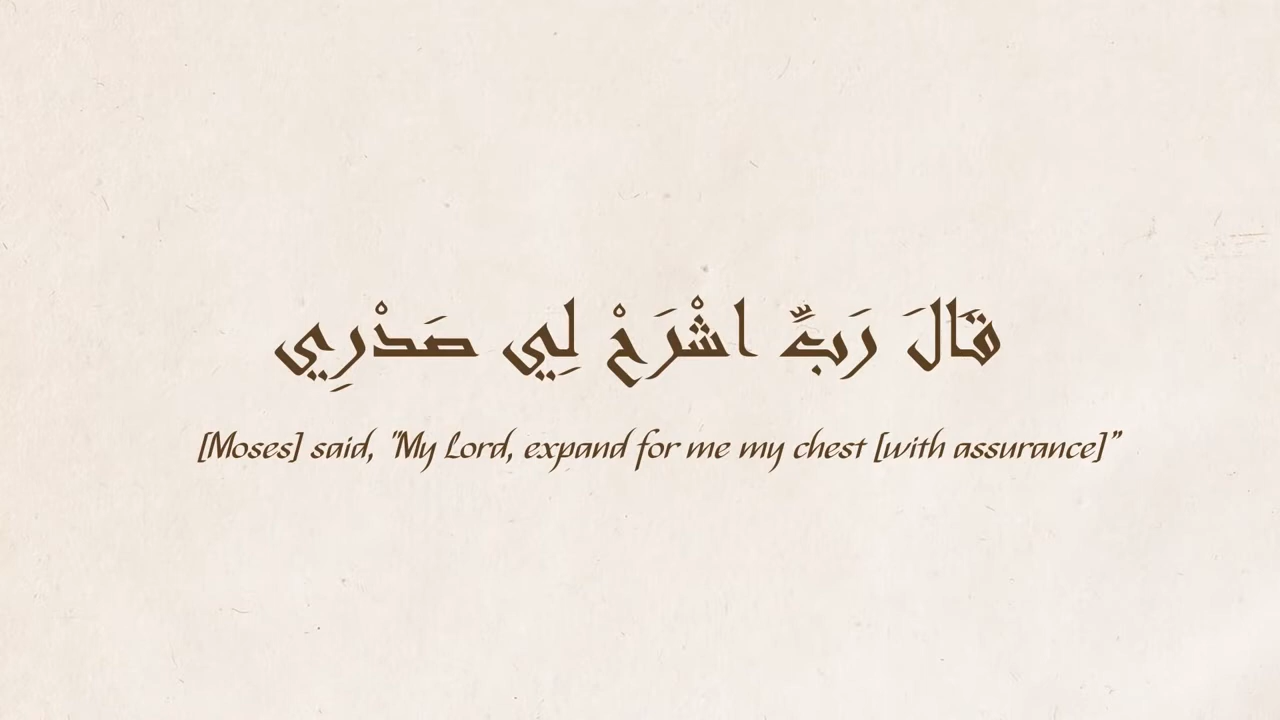 قَالَ رَبِّ اشْرَحْ لِي صَدْرِي
[Moses] said, "My Lord, expand for me my chest [with assurance]"